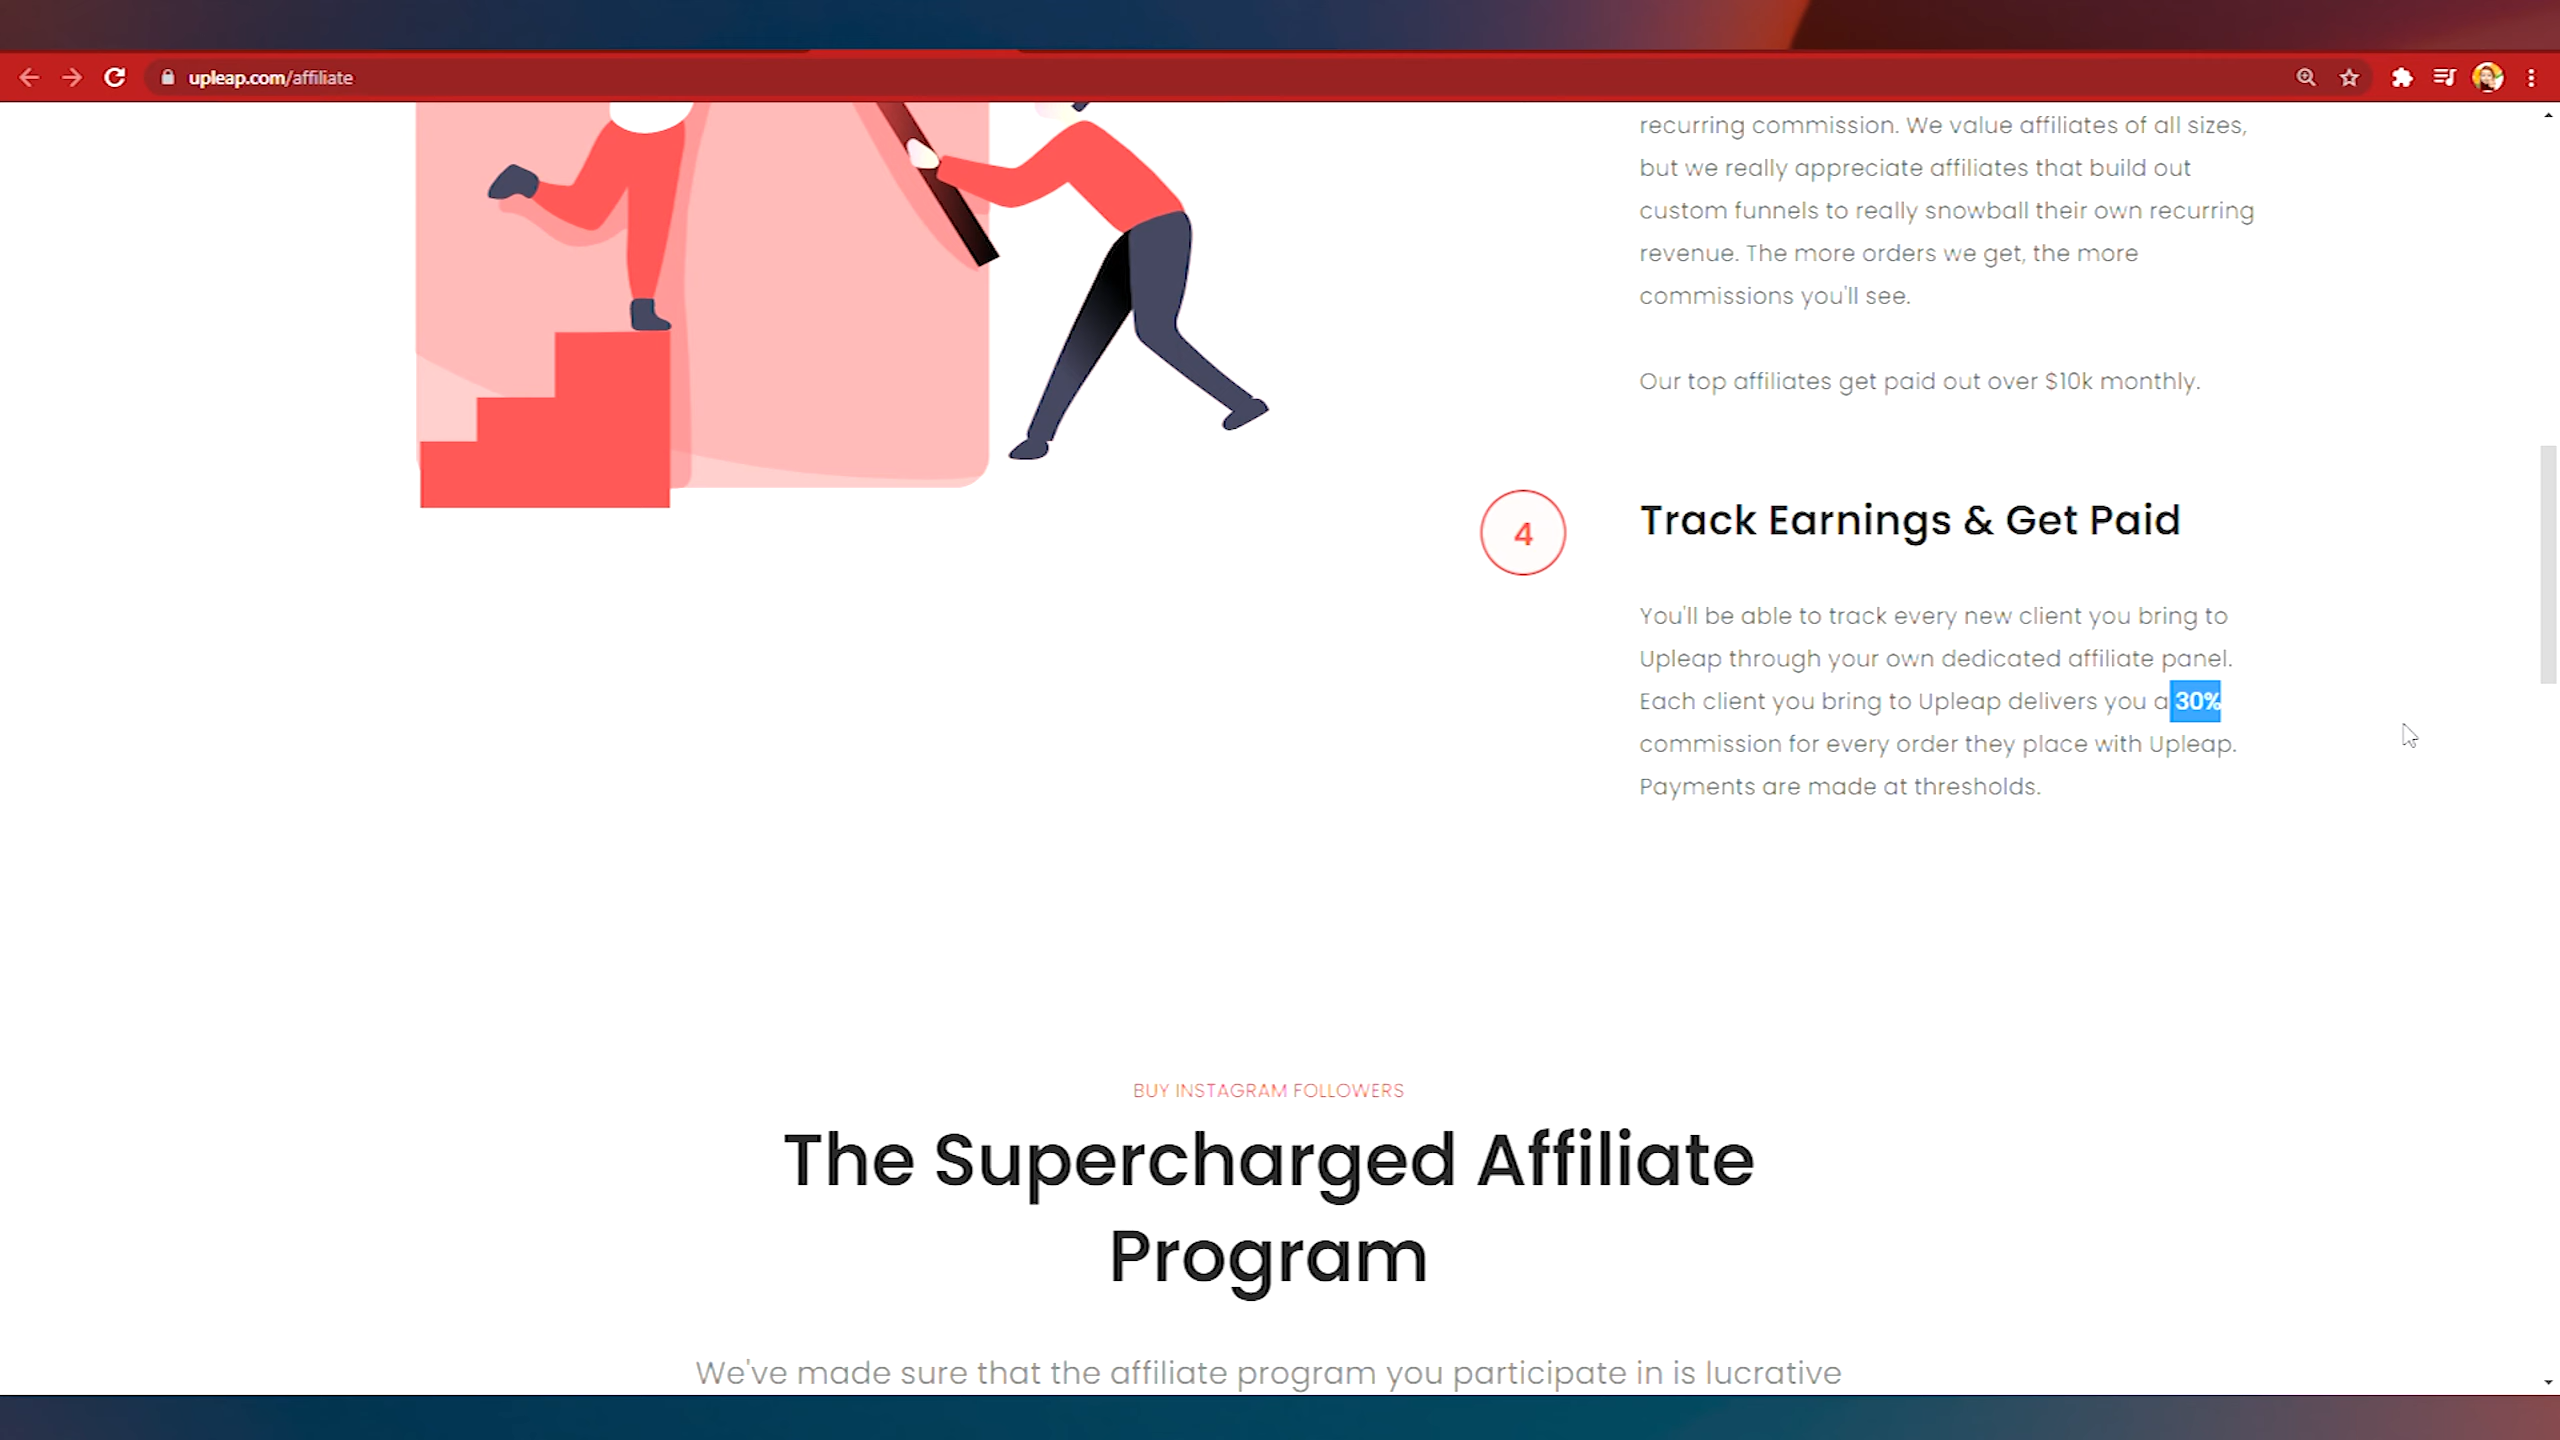 upleap.com/affiliate
recurring commission. We value affiliates of all sizes,
but we really appreciate affiliates that build out
custom funnels to really snowball their own recurring
revenue. The more orders we get, the more
commissions you'll see.
Our top affiliates get paid out over $10k monthly.
4
Track Earnings & Get Paid
You'll be able to track every new client you bring to
Upleap through your own dedicated affiliate panel.
Each client you bring to Upleap delivers you a 30%
commission for every order they place with Upleap.
Payments are made at thresholds.
BUY INSTAGRAM FOLLOWERS
The Supercharged Affiliate
Program
We've made sure that the affiliate program you participate in is lucrative